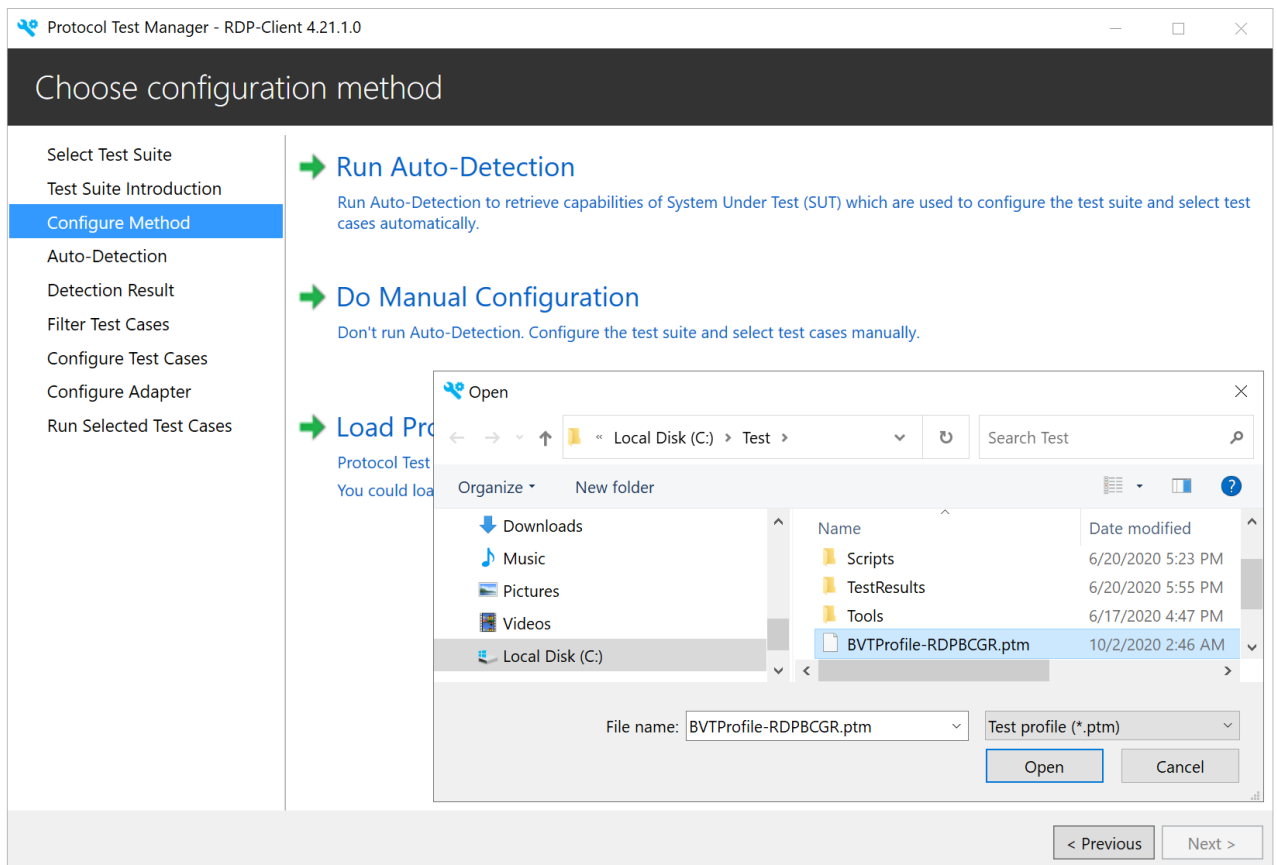 Protocol Test Manager - RDP-Client 4.21.1.0
Choose configuration method
Select Test Suite
Test Suite Introduction
Configure Method
Auto-Detection
Detection Result
Filter Test Cases
Configure Test Cases
Configure Adapter
Run Selected Test Cases
Run Auto-Detection
Run Auto-Detection to retrieve capabilities of System Under Test (SUT) which are used to configure the test suite and select test
cases automatically.
Do Manual Configuration
Don't run Auto-Detection. Configure the test suite and select test cases manually.
Load Pro
Protocol Test
You could loa
Open
« Local Disk (C:) > Test >
Search Test
Organize
New folder
?
Downloads
Music
Pictures
Videos
Local Disk (C:)
Name Date modified
Scripts 6/20/2020 5:23 PM
TestResults 6/20/2020 5:55 PM
Tools 6/17/2020 4:47 PM
BVTProfile-RDPBCGR.ptm 10/2/2020 2:46 AM
File name: BVTProfile-RDPBCGR.ptm
Test profile (*.ptm)
Open
Cancel
< Previous
Next >